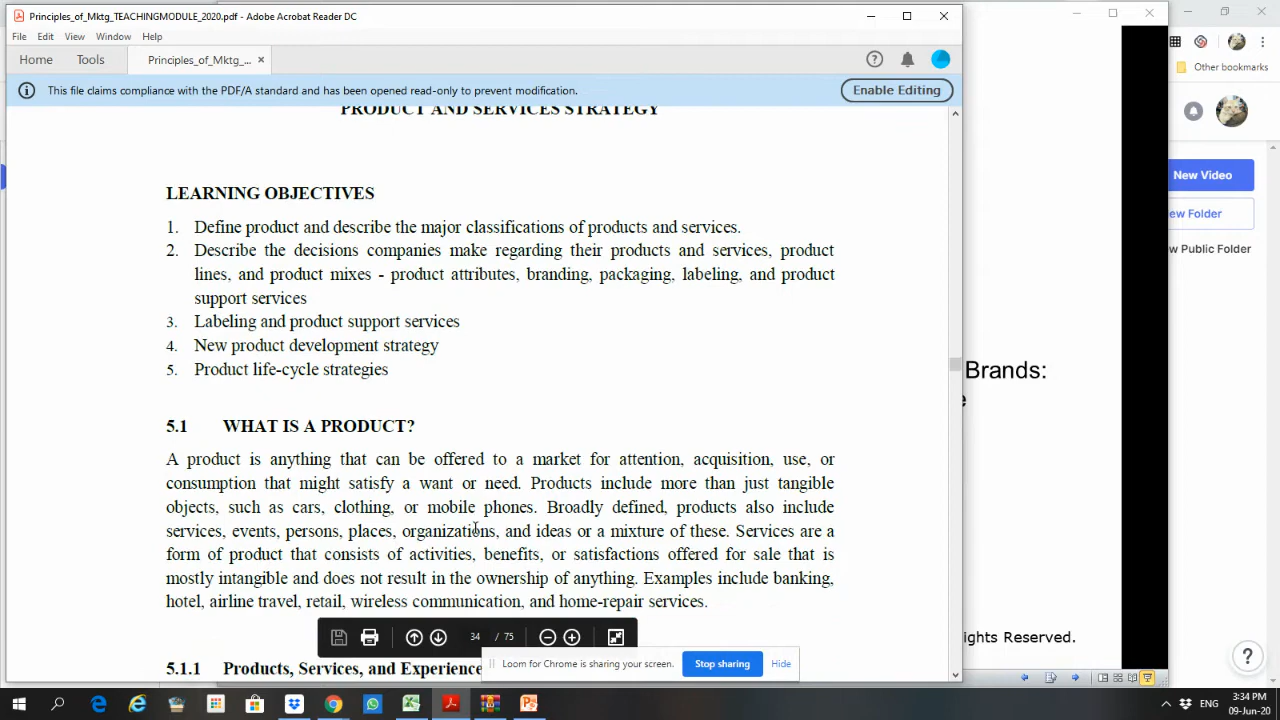 Principles_of_Mktg_TEACHINGMODULE_2020.pdf - Adobe Acrobat Reader DC
File Edit View Window Help
Home Tools Principles_of_Mktg_... ×
Other bookmarks
This file claims compliance with the PDF/A standard and has been opened read-only to prevent modification. Enable Editing
PRODUCT AND SERVICES STRATEGY
LEARNING OBJECTIVES
1. Define product and describe the major classifications of products and services.
2. Describe the decisions companies make regarding their products and services, product
lines, and product mixes - product attributes, branding, packaging, labeling, and product
support services
3. Labeling and product support services
4. New product development strategy
5. Product life-cycle strategies
5.1 WHAT IS A PRODUCT?
A product is anything that can be offered to a market for attention, acquisition, use, or
consumption that might satisfy a want or need. Products include more than just tangible
objects, such as cars, clothing, or mobile phones. Broadly defined, products also include
services, events, persons, places, organizations, and ideas or a mixture of these. Services are a
form of product that consists of activities, benefits, or satisfactions offered for sale that is
mostly intangible and does not result in the ownership of anything. Examples include banking,
hotel, airline travel, retail, wireless communication, and home-repair services.
34 / 75
5.1.1 Products, Services, and Experience
Loom for Chrome is sharing your screen. Stop sharing Hide
New Video
ew Folder
w Public Folder
Brands:
e
ights Reserved.
?
ENG
3:34 PM
09-Jun-20